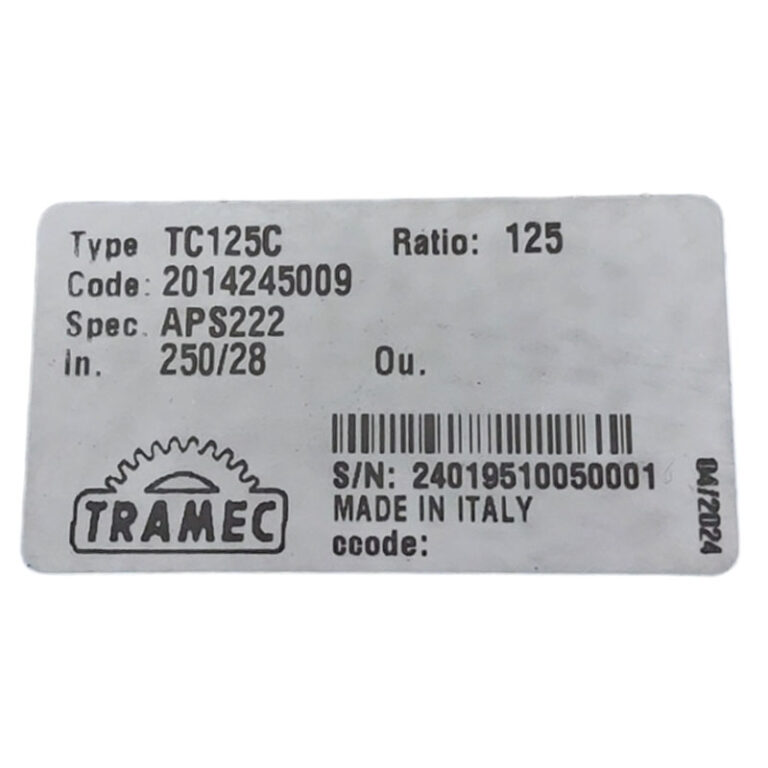 Type TC125C Ratio: 125
Code: 2014245009
Spec. APS222
In. 250/28 Ou.
TRAMEC
S/N: 24019510050001
MADE IN ITALY
ccode:
04/2024